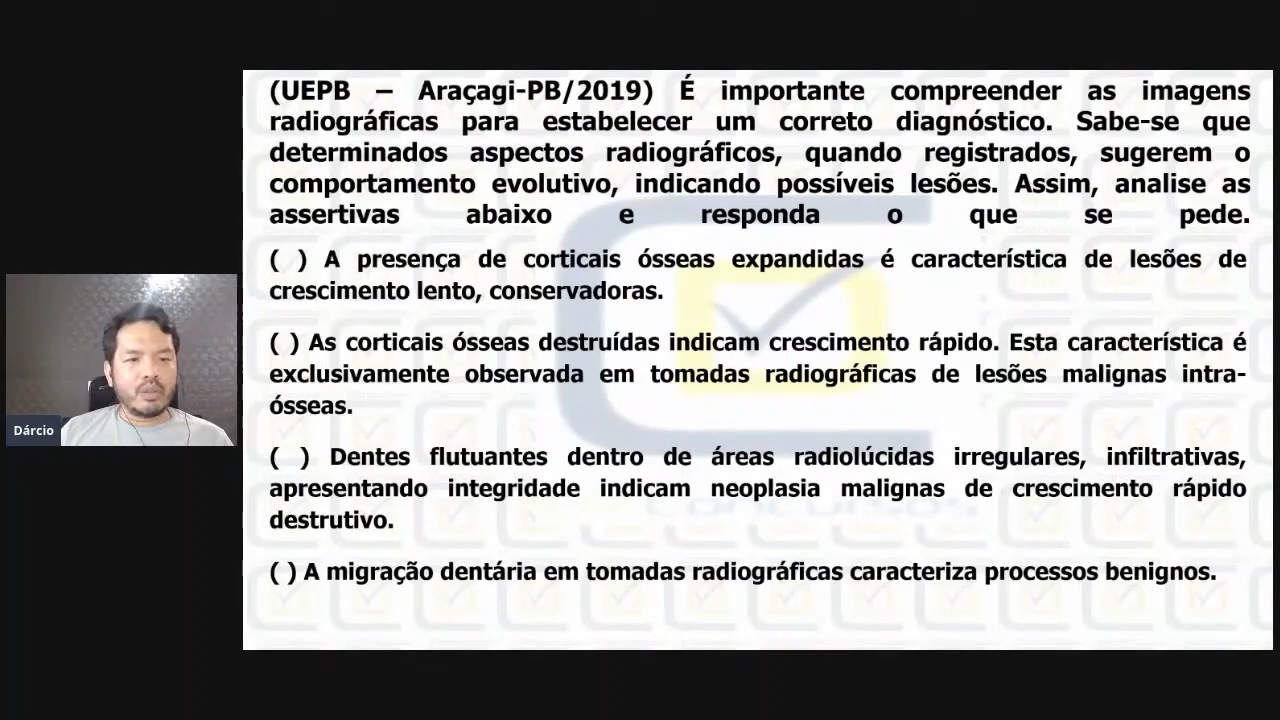 (UEPB – Araçagi-PB/2019) É importante compreender as imagens
radiográficas para estabelecer um correto diagnóstico. Sabe-se que
determinados aspectos radiográficos, quando registrados, sugerem o
comportamento evolutivo, indicando possíveis lesões. Assim, analise as
assertivas abaixo e responda o que se pede.
( ) A presença de corticais ósseas expandidas é característica de lesões de
crescimento lento, conservadoras.
( ) As corticais ósseas destruídas indicam crescimento rápido. Esta característica é
exclusivamente observada em tomadas radiográficas de lesões malignas intra-
ósseas.
( ) Dentes flutuantes dentro de áreas radiolúcidas irregulares, infiltrativas,
apresentando integridade indicam neoplasia malignas de crescimento rápido
destrutivo.
( ) A migração dentária em tomadas radiográficas caracteriza processos benignos.
Dárcio